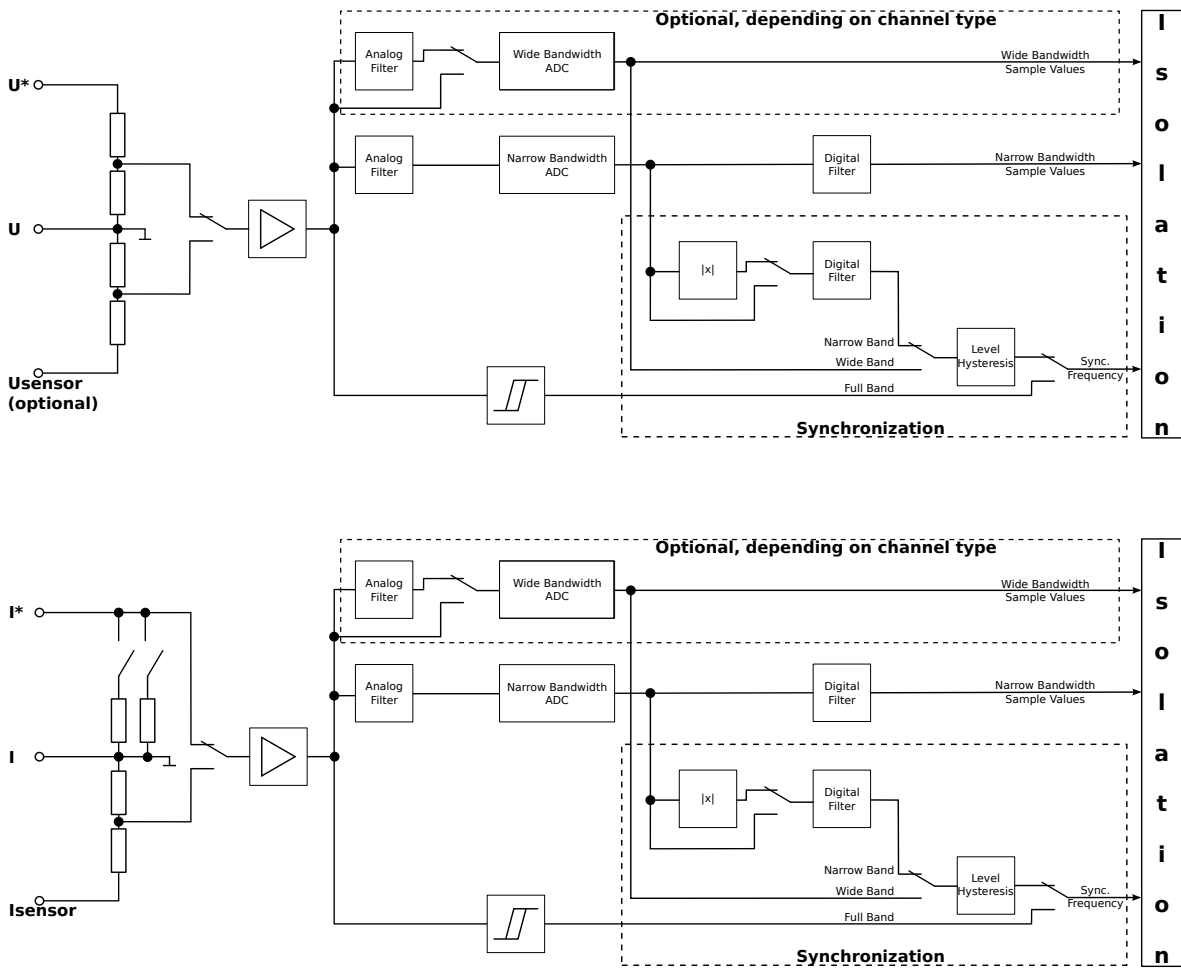 Optional, depending on channel type
Analog
Filter
Wide Bandwidth
ADC
Wide Bandwidth
Sample Values
U*
Analog
Filter
Narrow Bandwidth
ADC
Digital
Filter
Narrow Bandwidth
Sample Values
U
|x|
Digital
Filter
Narrow Band
Wide Band
Full Band
Level
Hysteresis
Sync.
Frequency
Usensor
(optional)
Synchronization
I
s
o
l
a
t
i
o
n
Optional, depending on channel type
Analog
Filter
Wide Bandwidth
ADC
Wide Bandwidth
Sample Values
I*
Analog
Filter
Narrow Bandwidth
ADC
Digital
Filter
Narrow Bandwidth
Sample Values
I
|x|
Digital
Filter
Narrow Band
Wide Band
Full Band
Level
Hysteresis
Sync.
Frequency
Isensor
Synchronization
I
s
o
l
a
t
i
o
n